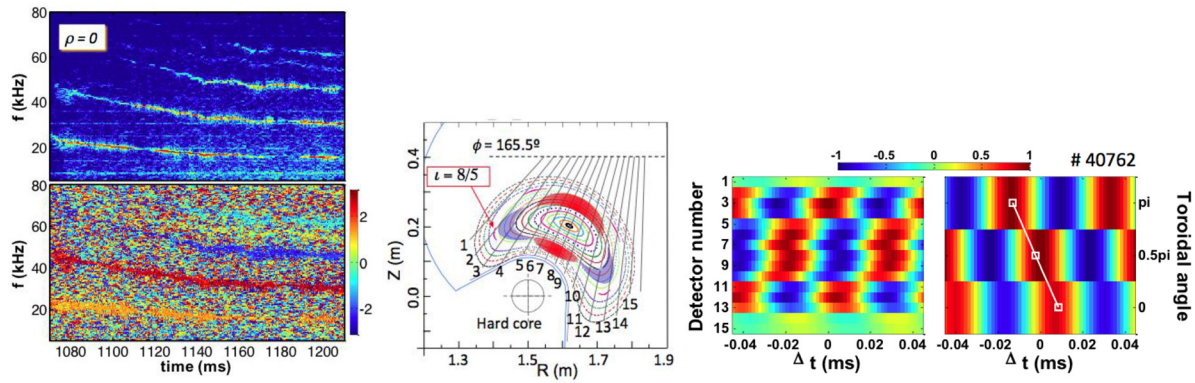 80
60
40
20
f (kHz)
ρ = 0
80
60
40
20
f (kHz)
2
0
-2
1080 1100 1120 1140 1160 1180 1200
time (ms)
0.4
0.2
0.0
Z (m)
ϕ = 165.5º
ι = 8/5
1
2
3
4
5 6 7
8
9
10
11
12
13
14
15
Hard core
1.3 1.5 1.7 1.9
R (m)
-1 -0.5 0 0.5 1
# 40762
1
3
5
7
9
11
13
15
Detector number
-0.04 -0.02 0 0.02 0.04
Δ t (ms)
pi
0.5pi
0
Toroidal angle
-0.04 -0.02 0 0.02 0.04
Δ t (ms)